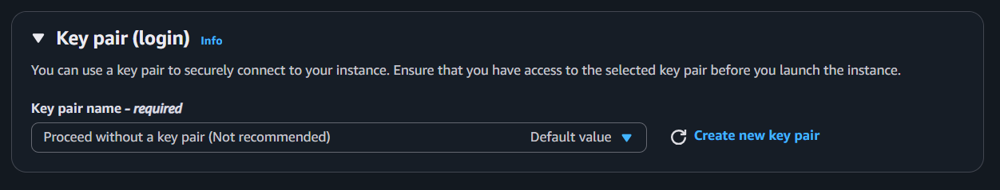 Key pair (login) Info
You can use a key pair to securely connect to your instance. Ensure that you have access to the selected key pair before you launch the instance.
Key pair name - required
Proceed without a key pair (Not recommended) Default value Create new key pair